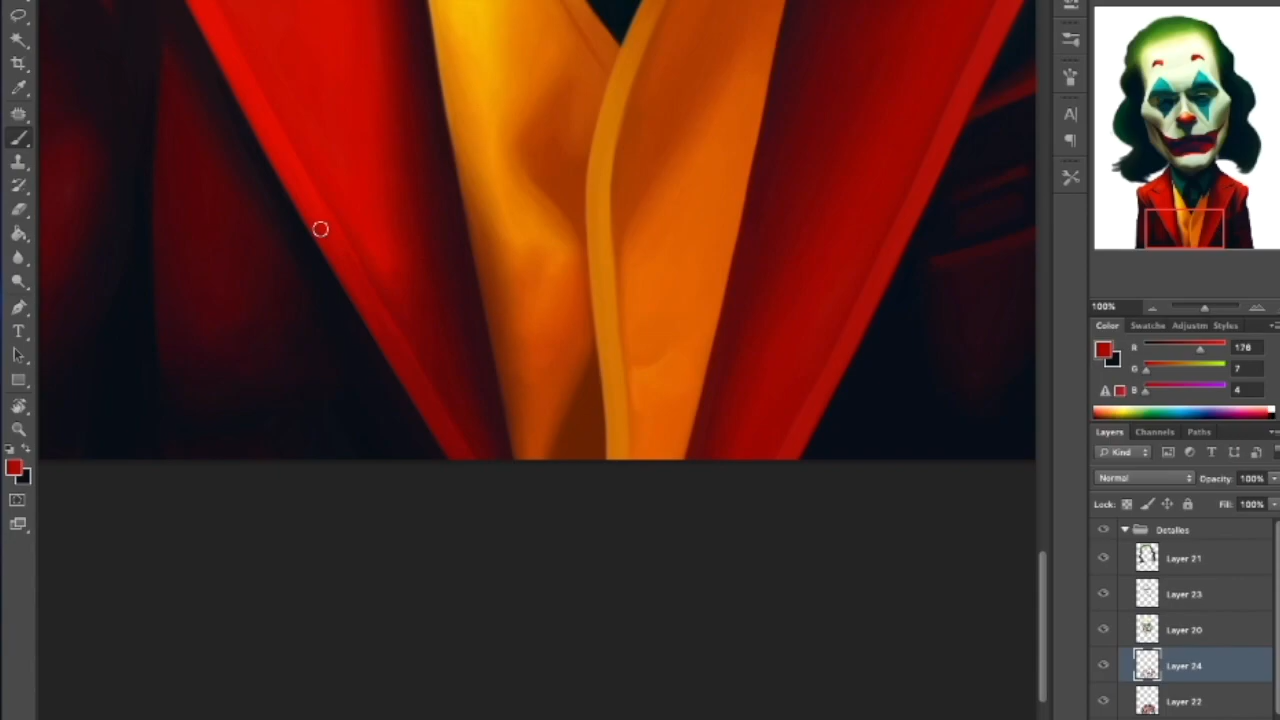 T
A|
100%
Color Swatche Adjustm Styles
R 176
G 7
B 4
Layers Channels Paths
Kind T
Normal Opacity: 100%
Lock: Fill: 100%
Detalles
Layer 21
Layer 23
Layer 20
Layer 24
Layer 22